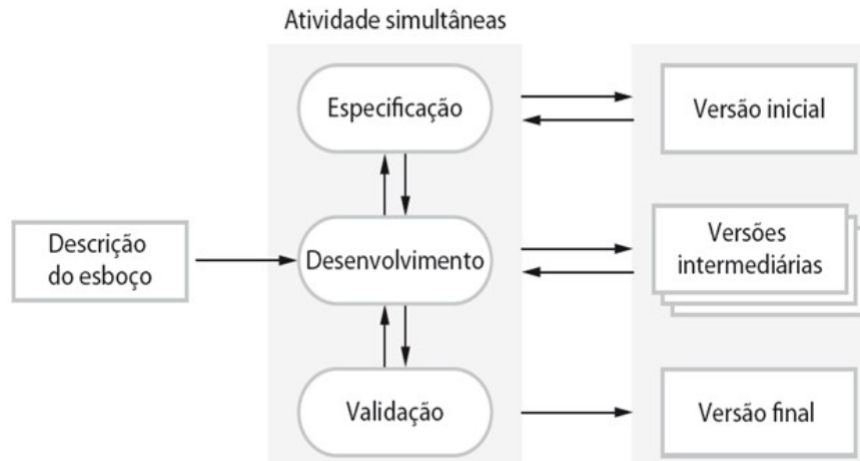 Atividade simultâneas
Especificação
Versão inicial
Descrição
do esboço
Desenvolvimento
Versões
intermediárias
Validação
Versão final